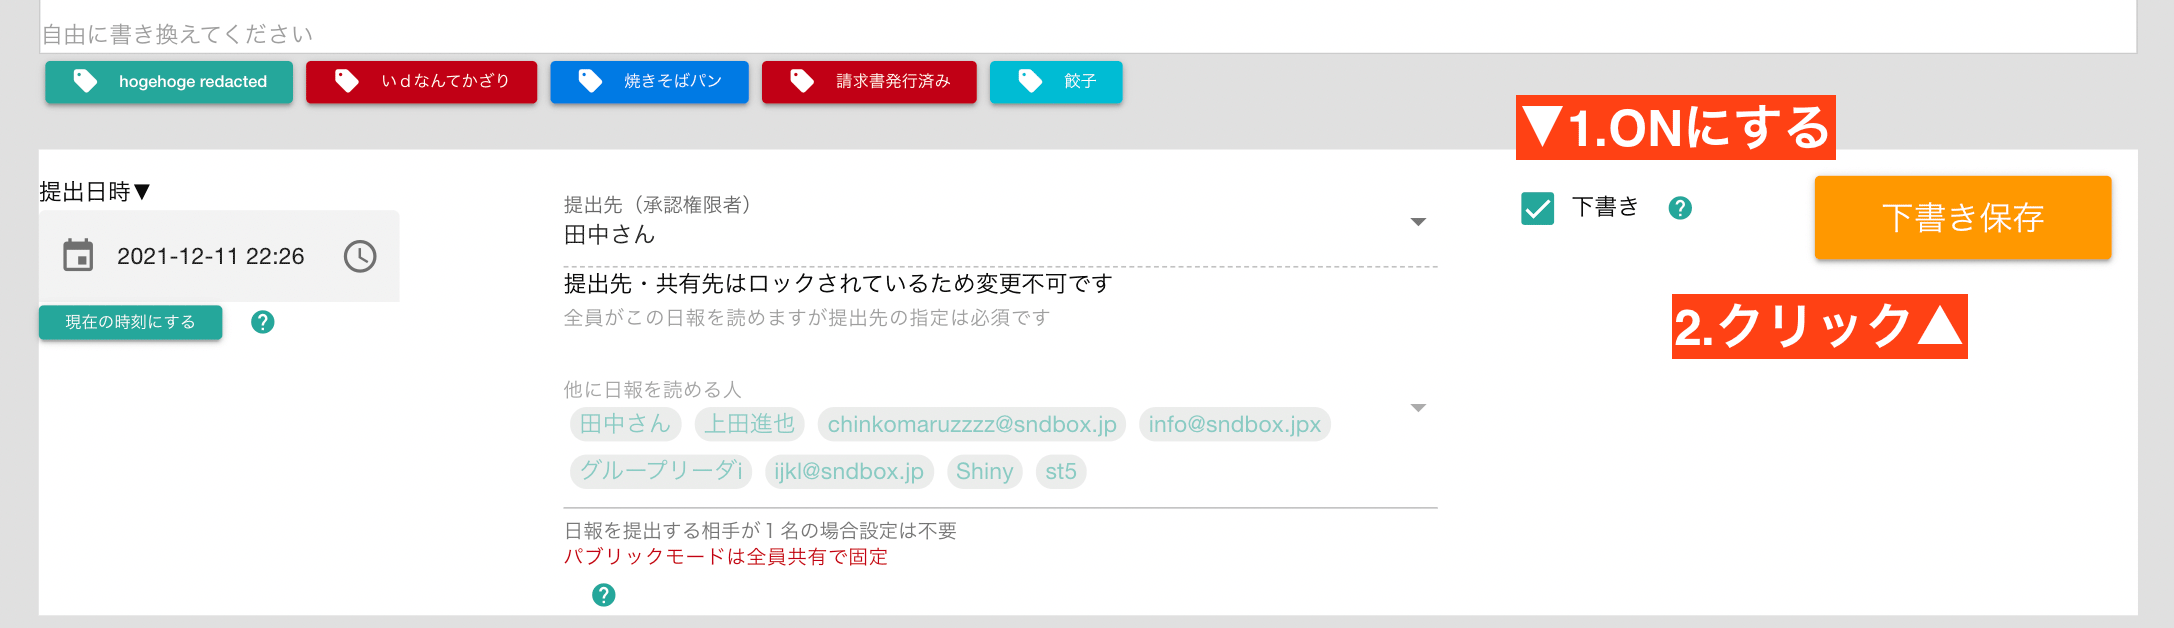 自由に書き換えてください
hogehoge redacted
いｄなんてかざり
焼きそばパン
請求書発行済み
餃子
▼1.ONにする
提出日時▼
2021-12-11 22:26
現在の時刻にする
提出先（承認権限者）
田中さん
提出先・共有先はロックされているため変更不可です
全員がこの日報を読めますが提出先の指定は必須です
下書き
下書き保存
2.クリック▲
他に日報を読める人
田中さん 上田進也 chinkomaruzzzz@sndbox.jp info@sndbox.jpx
グループリーダi ijkl@sndbox.jp Shiny st5
日報を提出する相手が１名の場合設定は不要
パブリックモードは全員共有で固定